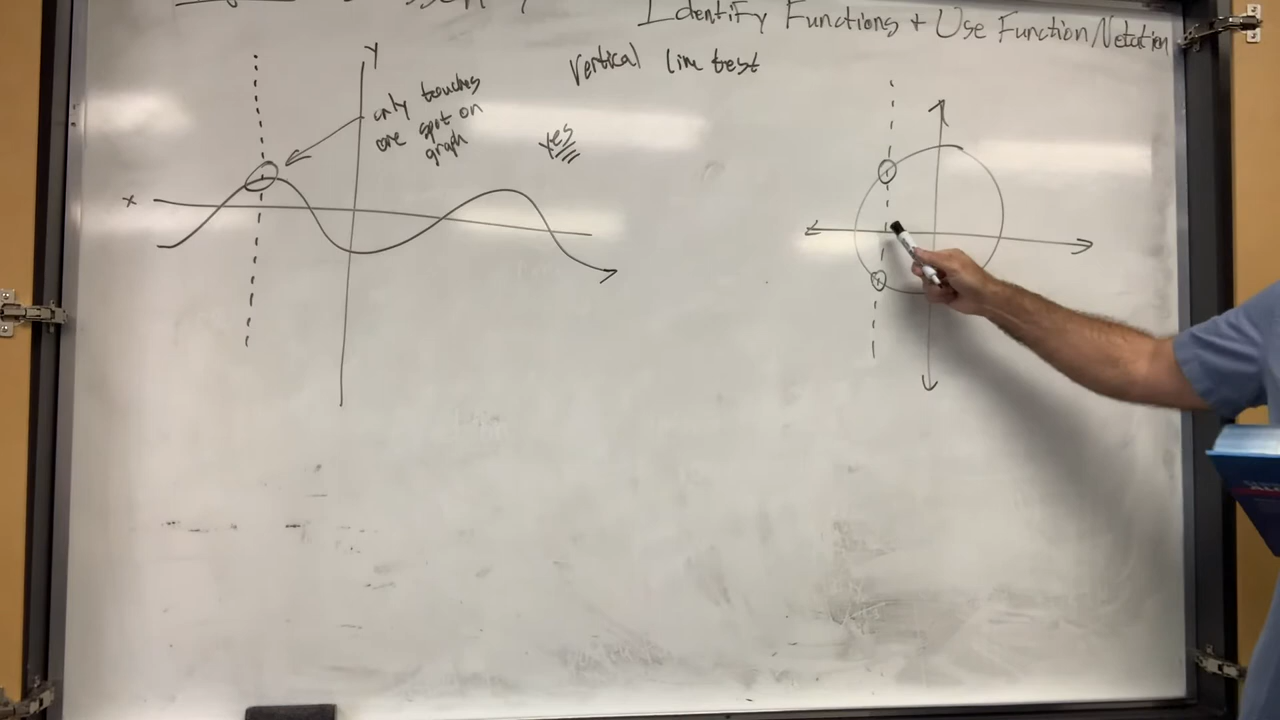 Identify Functions + Use Function Notation
Vertical line test
y
only touches
one spot on
graph
yes
x